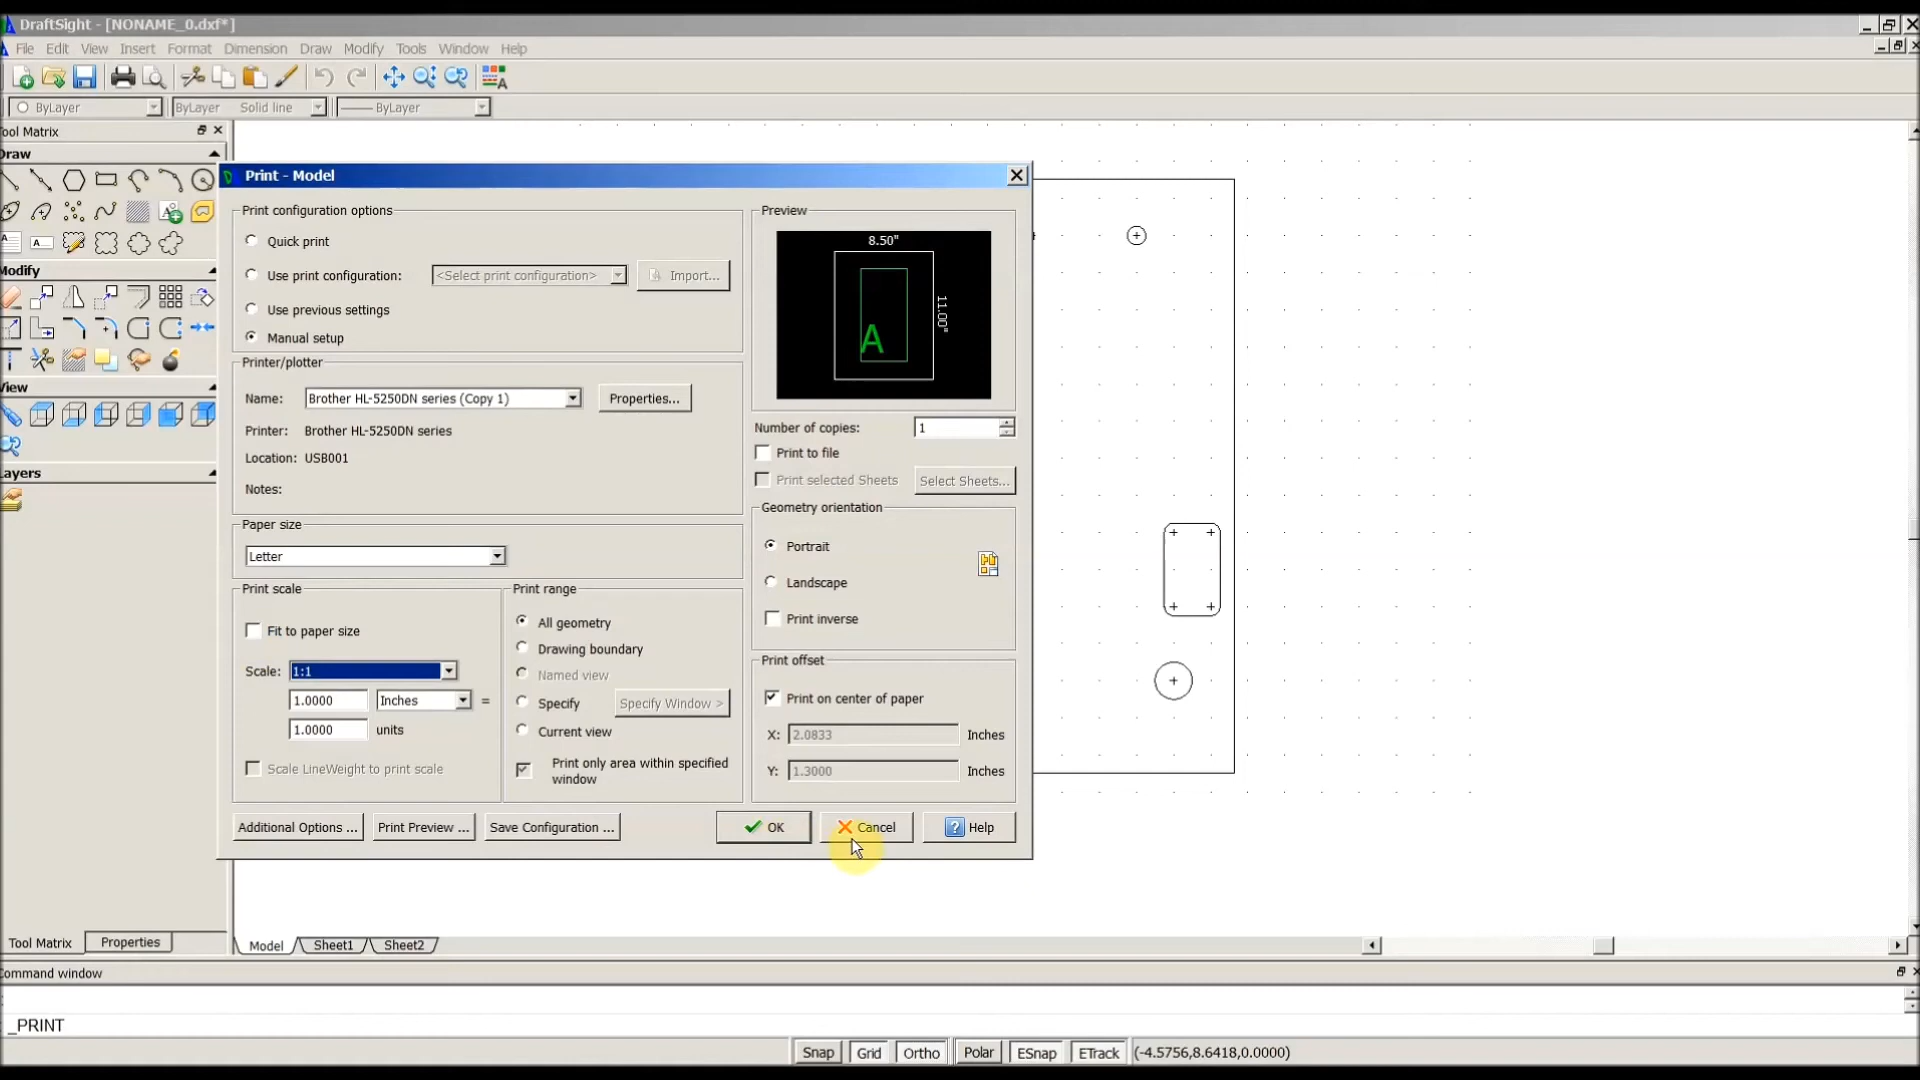 DraftSight - [NONAME_0.dxf*]
File Edit View Insert Format Dimension Draw Modify Tools Window Help
ByLayer ByLayer Solid line ByLayer
Tool Matrix
Draw
Modify
View
Layers
Print - Model
Print configuration options
Quick print
Use print configuration: <Select print configuration> Import...
Use previous settings
Manual setup
Printer/plotter
Name: Brother HL-5250DN series (Copy 1) Properties...
Printer: Brother HL-5250DN series
Location: USB001
Notes:
Paper size
Letter
Print scale
Fit to paper size
Scale: 1:1
1.0000 Inches =
1.0000 units
Scale LineWeight to print scale
Print range
All geometry
Drawing boundary
Named view
Specify Specify Window >
Current view
Print only area within specified
window
Preview
8.50"
11.00"
A
Number of copies: 1
Print to file
Print selected Sheets Select Sheets...
Geometry orientation
Portrait
Landscape
Print inverse
Print offset
Print on center of paper
X: 2.0833 Inches
Y: 1.3000 Inches
Additional Options ... Print Preview ... Save Configuration ... OK Cancel Help
Tool Matrix Properties
Model Sheet1 Sheet2
Command window
_PRINT
Snap Grid Ortho Polar ESnap ETrack (-4.5756,8.6418,0.0000)